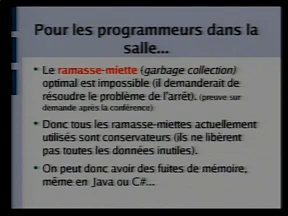 Pour les programmeurs dans la
salle...
• Le ramasse-miette (garbage collection)
optimal est impossible (il demanderait de
résoudre le problème de l'arrêt). (preuve sur
demande après la conférence)
• Donc tous les ramasse-miettes actuellement
utilisés sont conservateurs (ils ne libèrent
pas toutes les données inutiles).
• On peut donc avoir des fuites de mémoire,
même en Java ou C#...